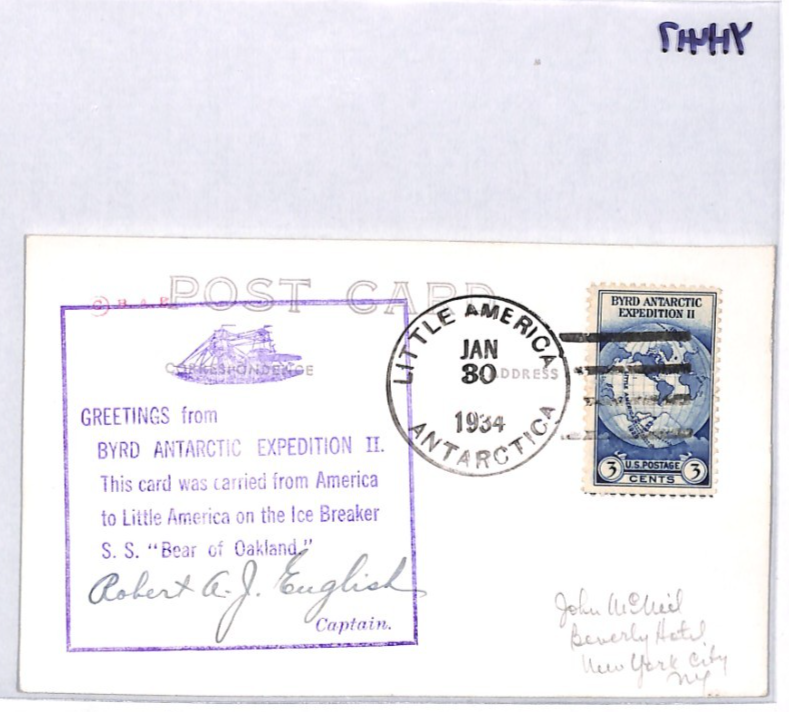 POST CARD
CORRESPONDENCE
ADDRESS
GREETINGS from
BYRD ANTARCTIC EXPEDITION II.
This card was carried from America
to Little America on the Ice Breaker
S. S. "Bear of Oakland."
Robert A. J. English
Captain.
LITTLE AMERICA
JAN
30
1934
ANTARCTICA
BYRD ANTARCTIC
EXPEDITION II
LITTLE AMERICA
3 U.S. POSTAGE 3
CENTS
John McNeil
Beverly Hotel
New York City
NY